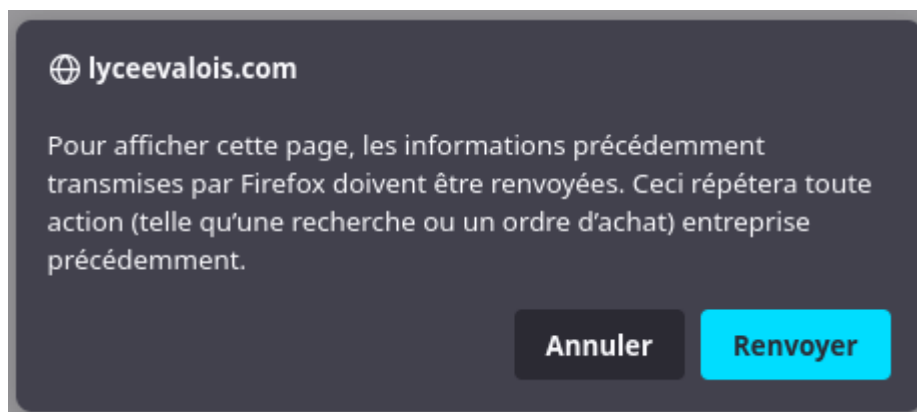 lyceevalois.com
Pour afficher cette page, les informations précédemment
transmises par Firefox doivent être renvoyées. Ceci répétera toute
action (telle qu’une recherche ou un ordre d’achat) entreprise
précédemment.
Annuler Renvoyer